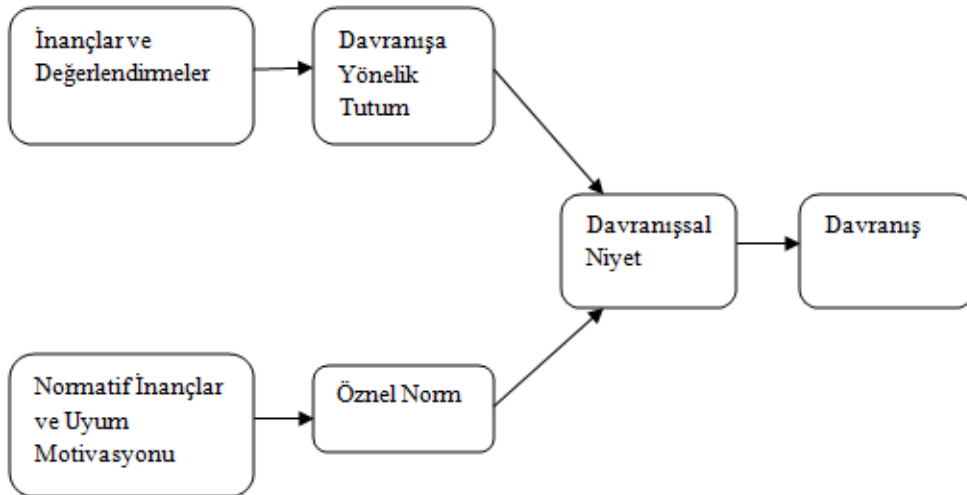 İnançlar ve
Değerlendirmeler
Davranışa
Yönelik
Tutum
Davranışsal
Niyet
Davranış
Normatif İnançlar
ve Uyum
Motivasyonu
Öznel Norm